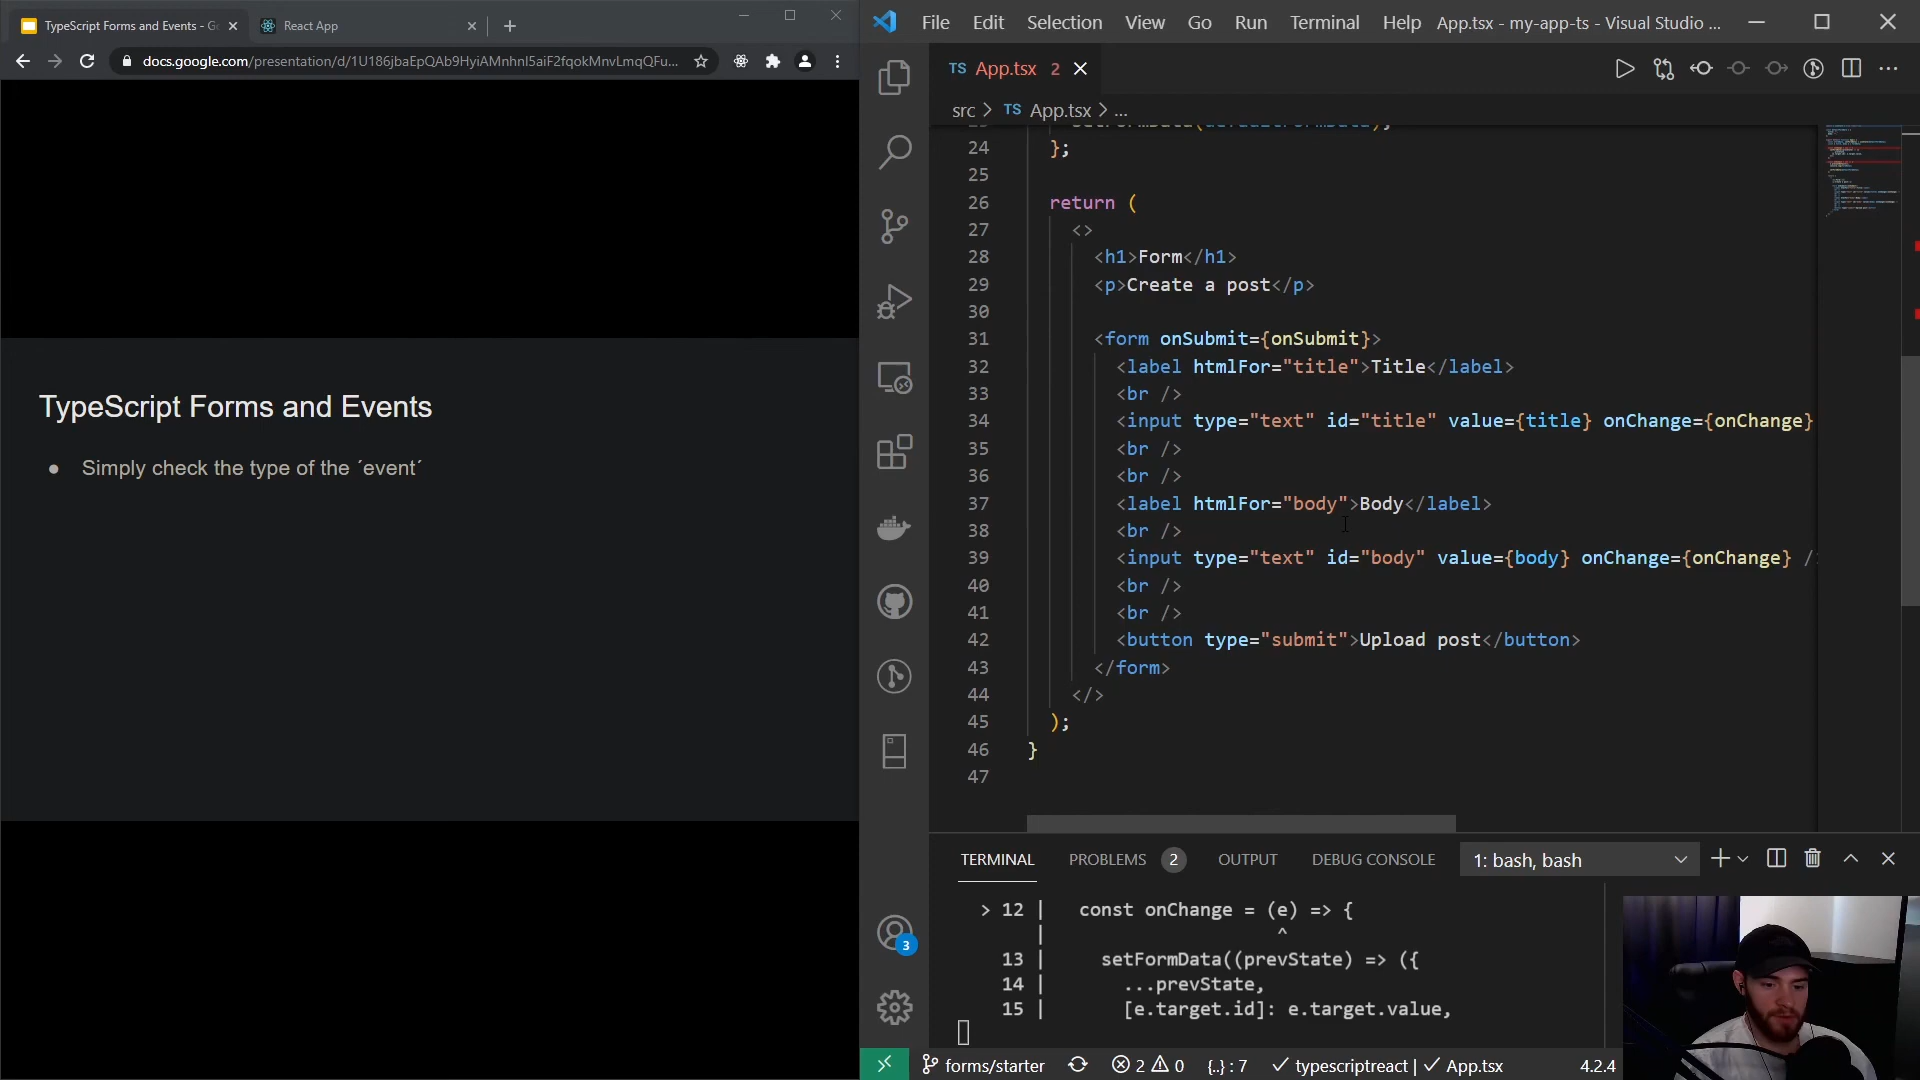 TypeScript Forms and Events - G
React App
docs.google.com/presentation/d/1U186jbaEpQAb9HyiAMnhnI5aiF2fqokMnvLmqQFu...
TypeScript Forms and Events
● Simply check the type of the ´event´
File Edit Selection View Go Run Terminal Help App.tsx - my-app-ts - Visual Studio ...
TS App.tsx 2
src > TS App.tsx > ...
24 };
25
26 return (
27 <>
28 <h1>Form</h1>
29 <p>Create a post</p>
30
31 <form onSubmit={onSubmit}>
32 <label htmlFor="title">Title</label>
33 <br />
34 <input type="text" id="title" value={title} onChange={onChange}
35 <br />
36 <br />
37 <label htmlFor="body">Body</label>
38 <br />
39 <input type="text" id="body" value={body} onChange={onChange} /
40 <br />
41 <br />
42 <button type="submit">Upload post</button>
43 </form>
44 </>
45 );
46 }
47
TERMINAL PROBLEMS 2 OUTPUT DEBUG CONSOLE 1: bash, bash
> 12 | const onChange = (e) => {
| ^
13 | setFormData((prevState) => ({
14 | ...prevState,
15 | [e.target.id]: e.target.value,
3
forms/starter 2 0 {..} : 7 ✓ typescriptreact | ✓ App.tsx 4.2.4